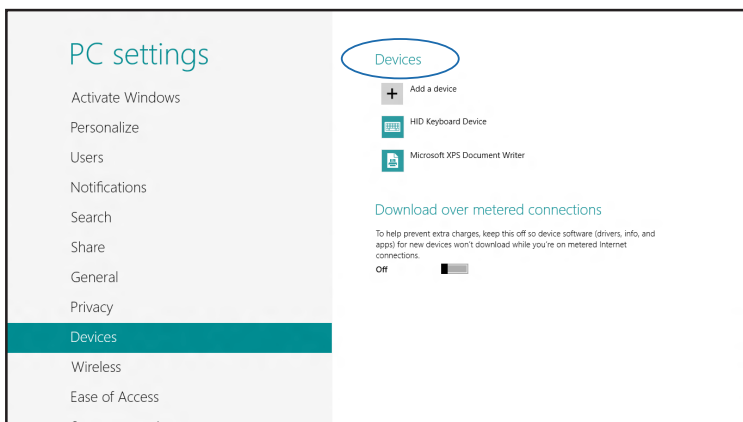 PC settings
Activate Windows
Personalize
Users
Notifications
Search
Share
General
Privacy
Devices
Wireless
Ease of Access
Devices
Add a device
HID Keyboard Device
Microsoft XPS Document Writer
Download over metered connections
To help prevent extra charges, keep this off so device software (drivers, info, and
apps) for new devices won't download while you're on metered Internet
connections.
Off